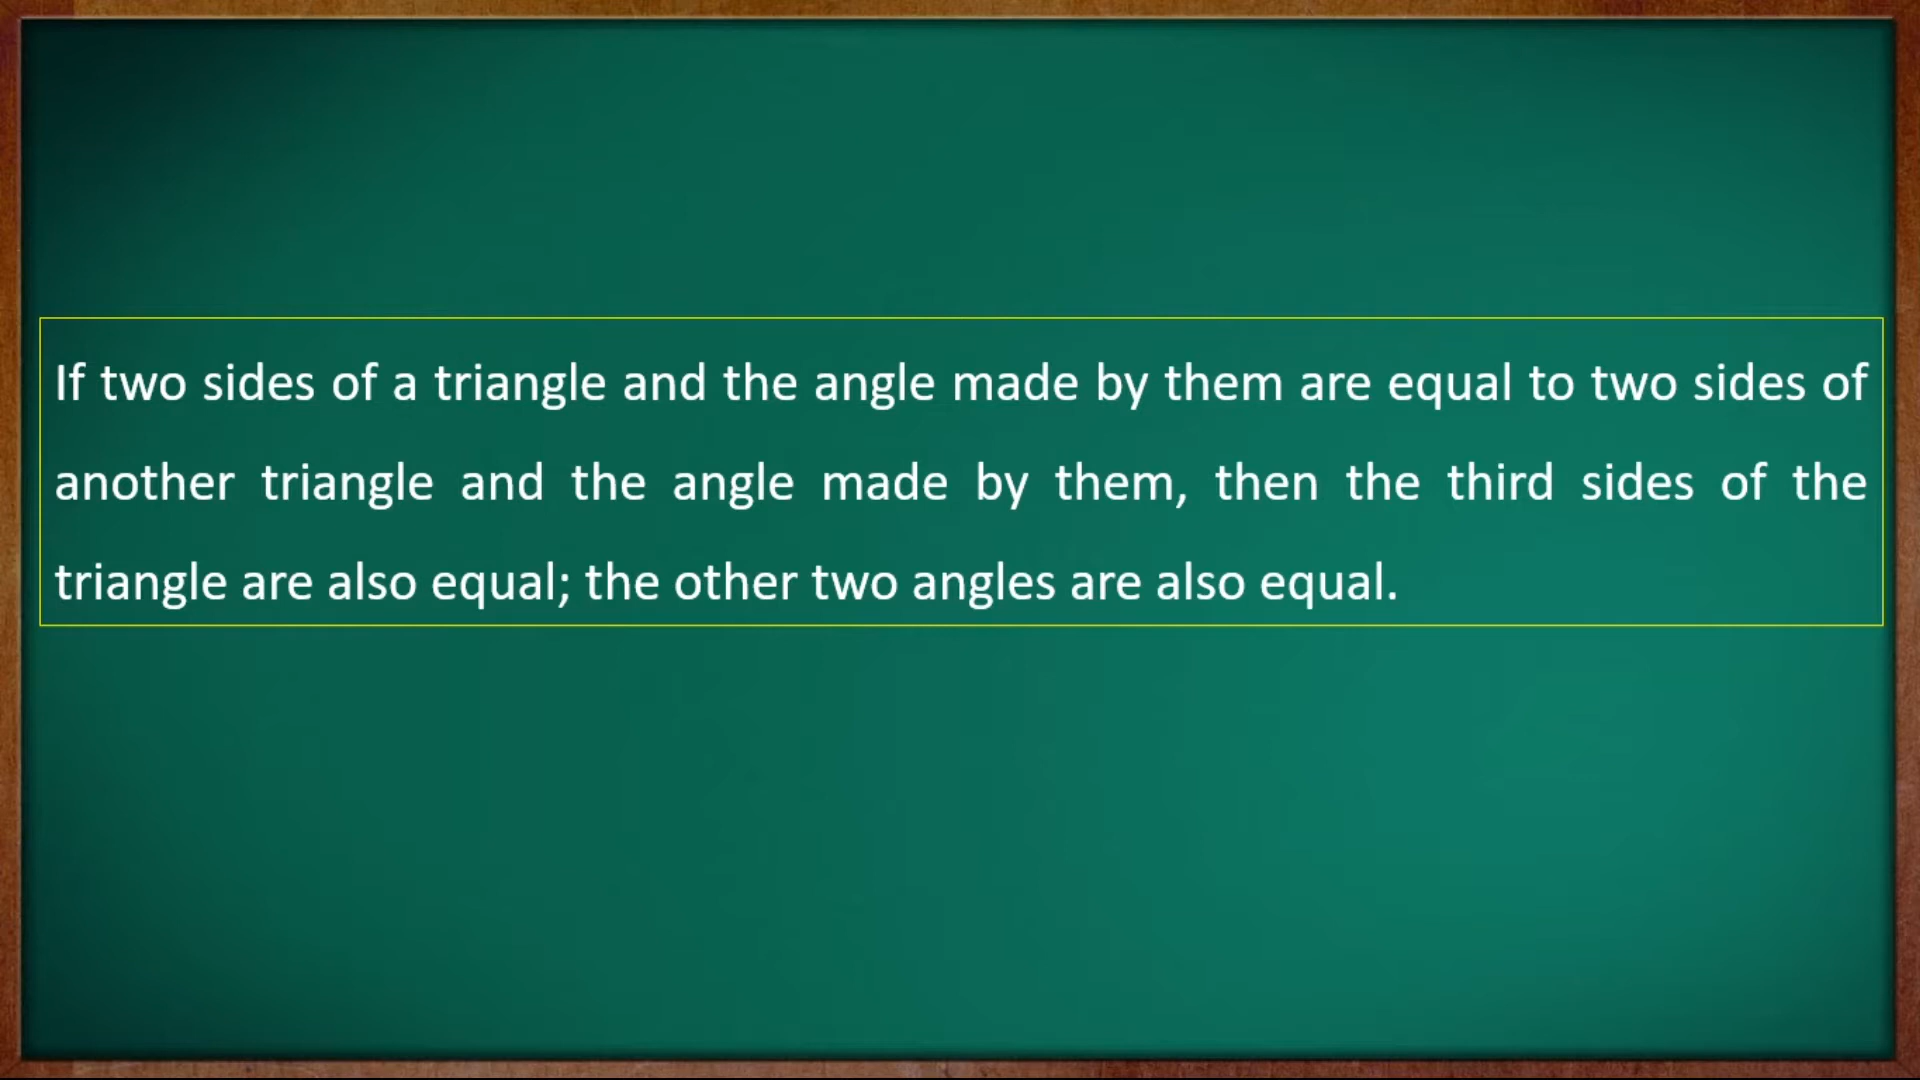 If two sides of a triangle and the angle made by them are equal to two sides of
another triangle and the angle made by them, then the third sides of the
triangle are also equal; the other two angles are also equal.